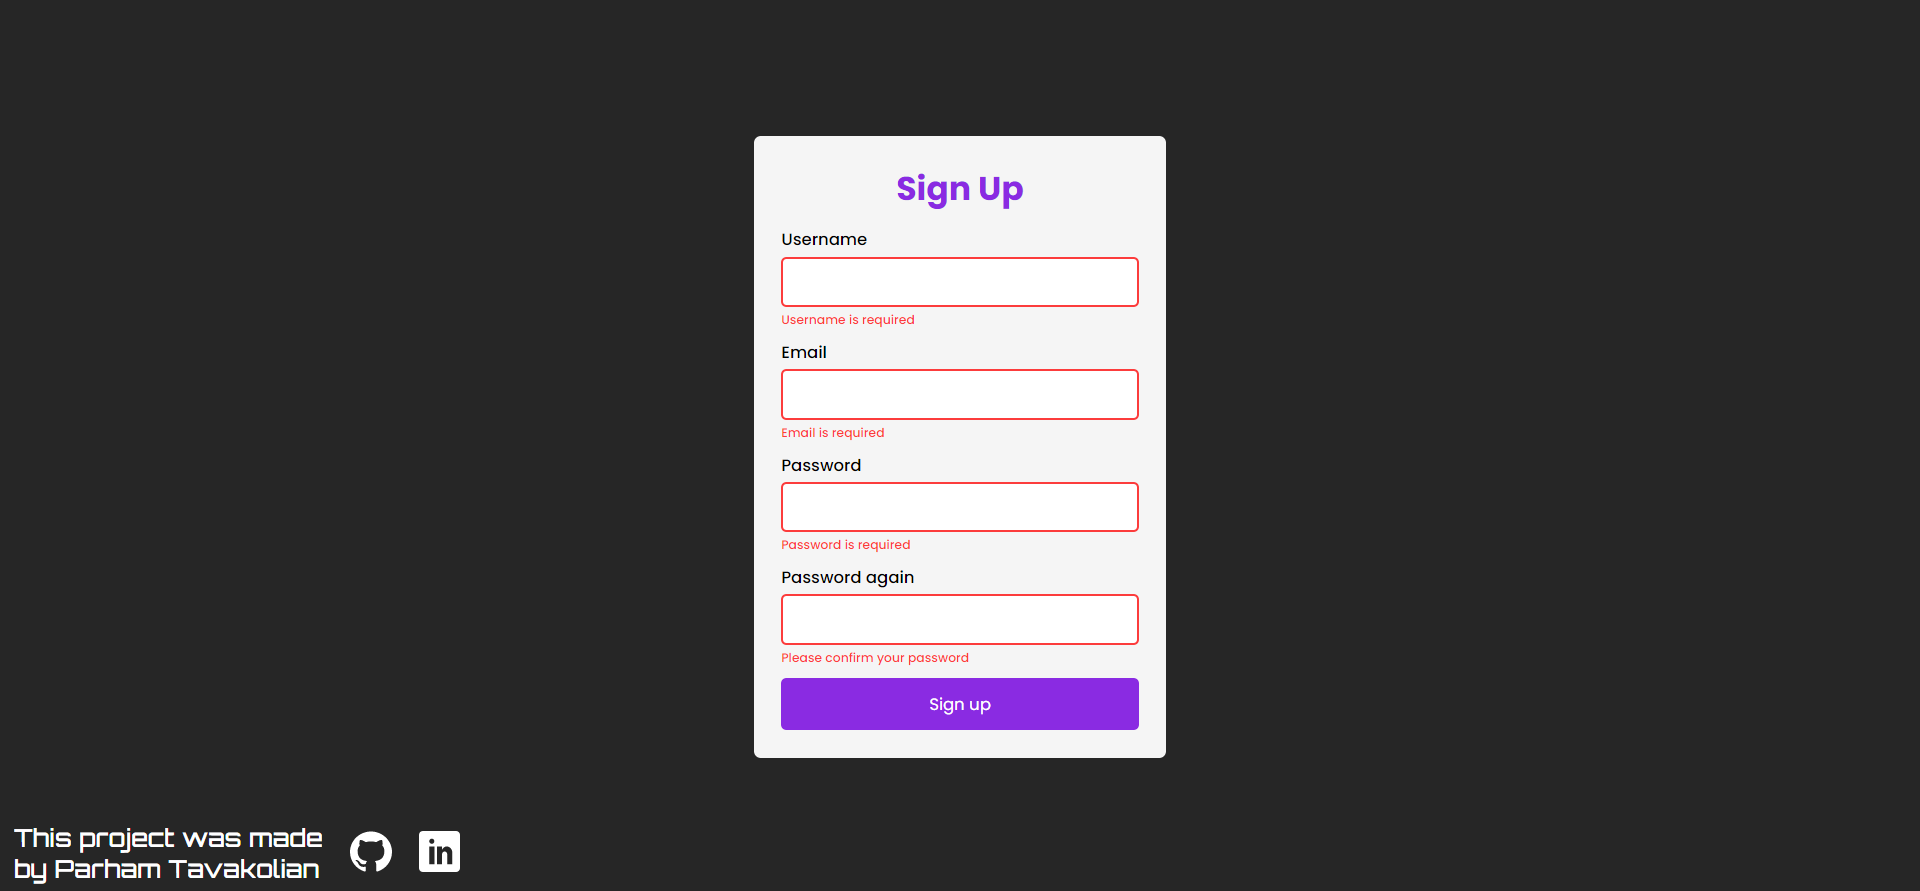 Sign Up
Username
Username is required
Email
Email is required
Password
Password is required
Password again
Please confirm your password
Sign up
This project was made
by Parham Tavakolian
in